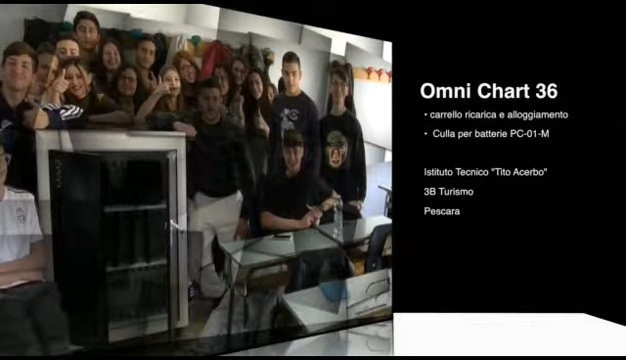 Omni Chart 36
• carrello ricarica e alloggiamento
• Culla per batterie PC-01-M
Istituto Tecnico "Tito Acerbo"
3B Turismo
Pescara